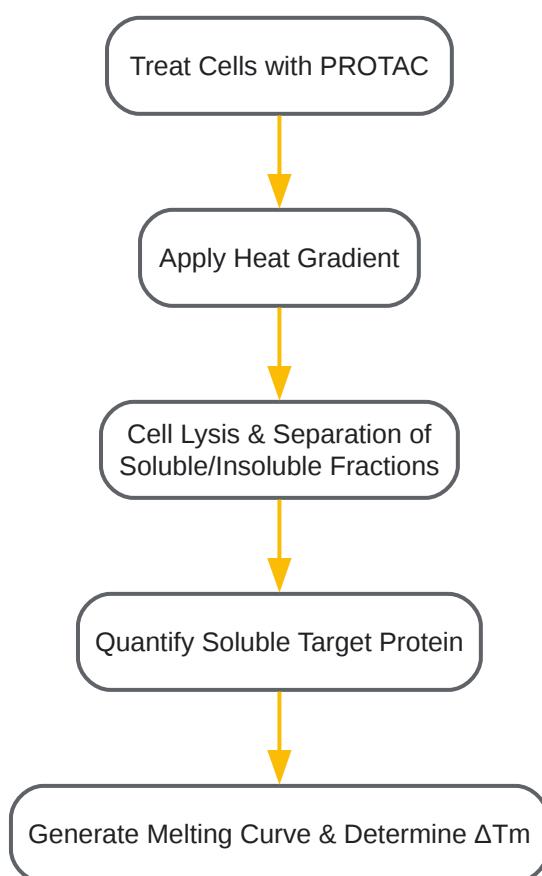 Treat Cells with PROTAC
Apply Heat Gradient
Cell Lysis & Separation of
Soluble/Insoluble Fractions
Quantify Soluble Target Protein
Generate Melting Curve & Determine ΔTm